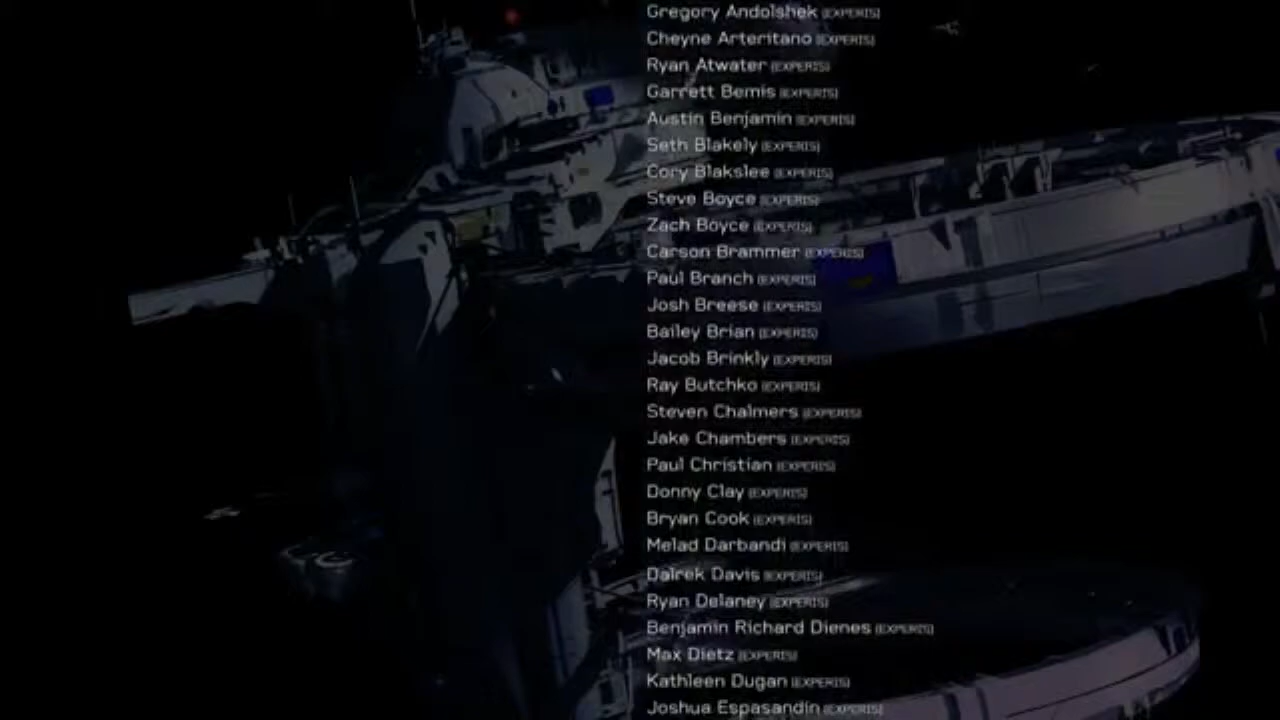 Gregory Andolshek (EXPERIS)
Cheyne Arteritano (EXPERIS)
Ryan Atwater (EXPERIS)
Garrett Bemis (EXPERIS)
Austin Benjamin (EXPERIS)
Seth Blakely (EXPERIS)
Cory Blakslee (EXPERIS)
Steve Boyce (EXPERIS)
Zach Boyce (EXPERIS)
Carson Brammer (EXPERIS)
Paul Branch (EXPERIS)
Josh Breese (EXPERIS)
Bailey Brian (EXPERIS)
Jacob Brinkly (EXPERIS)
Ray Butchko (EXPERIS)
Steven Chalmers (EXPERIS)
Jake Chambers (EXPERIS)
Paul Christian (EXPERIS)
Donny Clay (EXPERIS)
Bryan Cook (EXPERIS)
Melad Darbandi (EXPERIS)
Dalrek Davis (EXPERIS)
Ryan Delaney (EXPERIS)
Benjamin Richard Dienes (EXPERIS)
Max Dietz (EXPERIS)
Kathleen Dugan (EXPERIS)
Joshua Espasandin (EXPERIS)